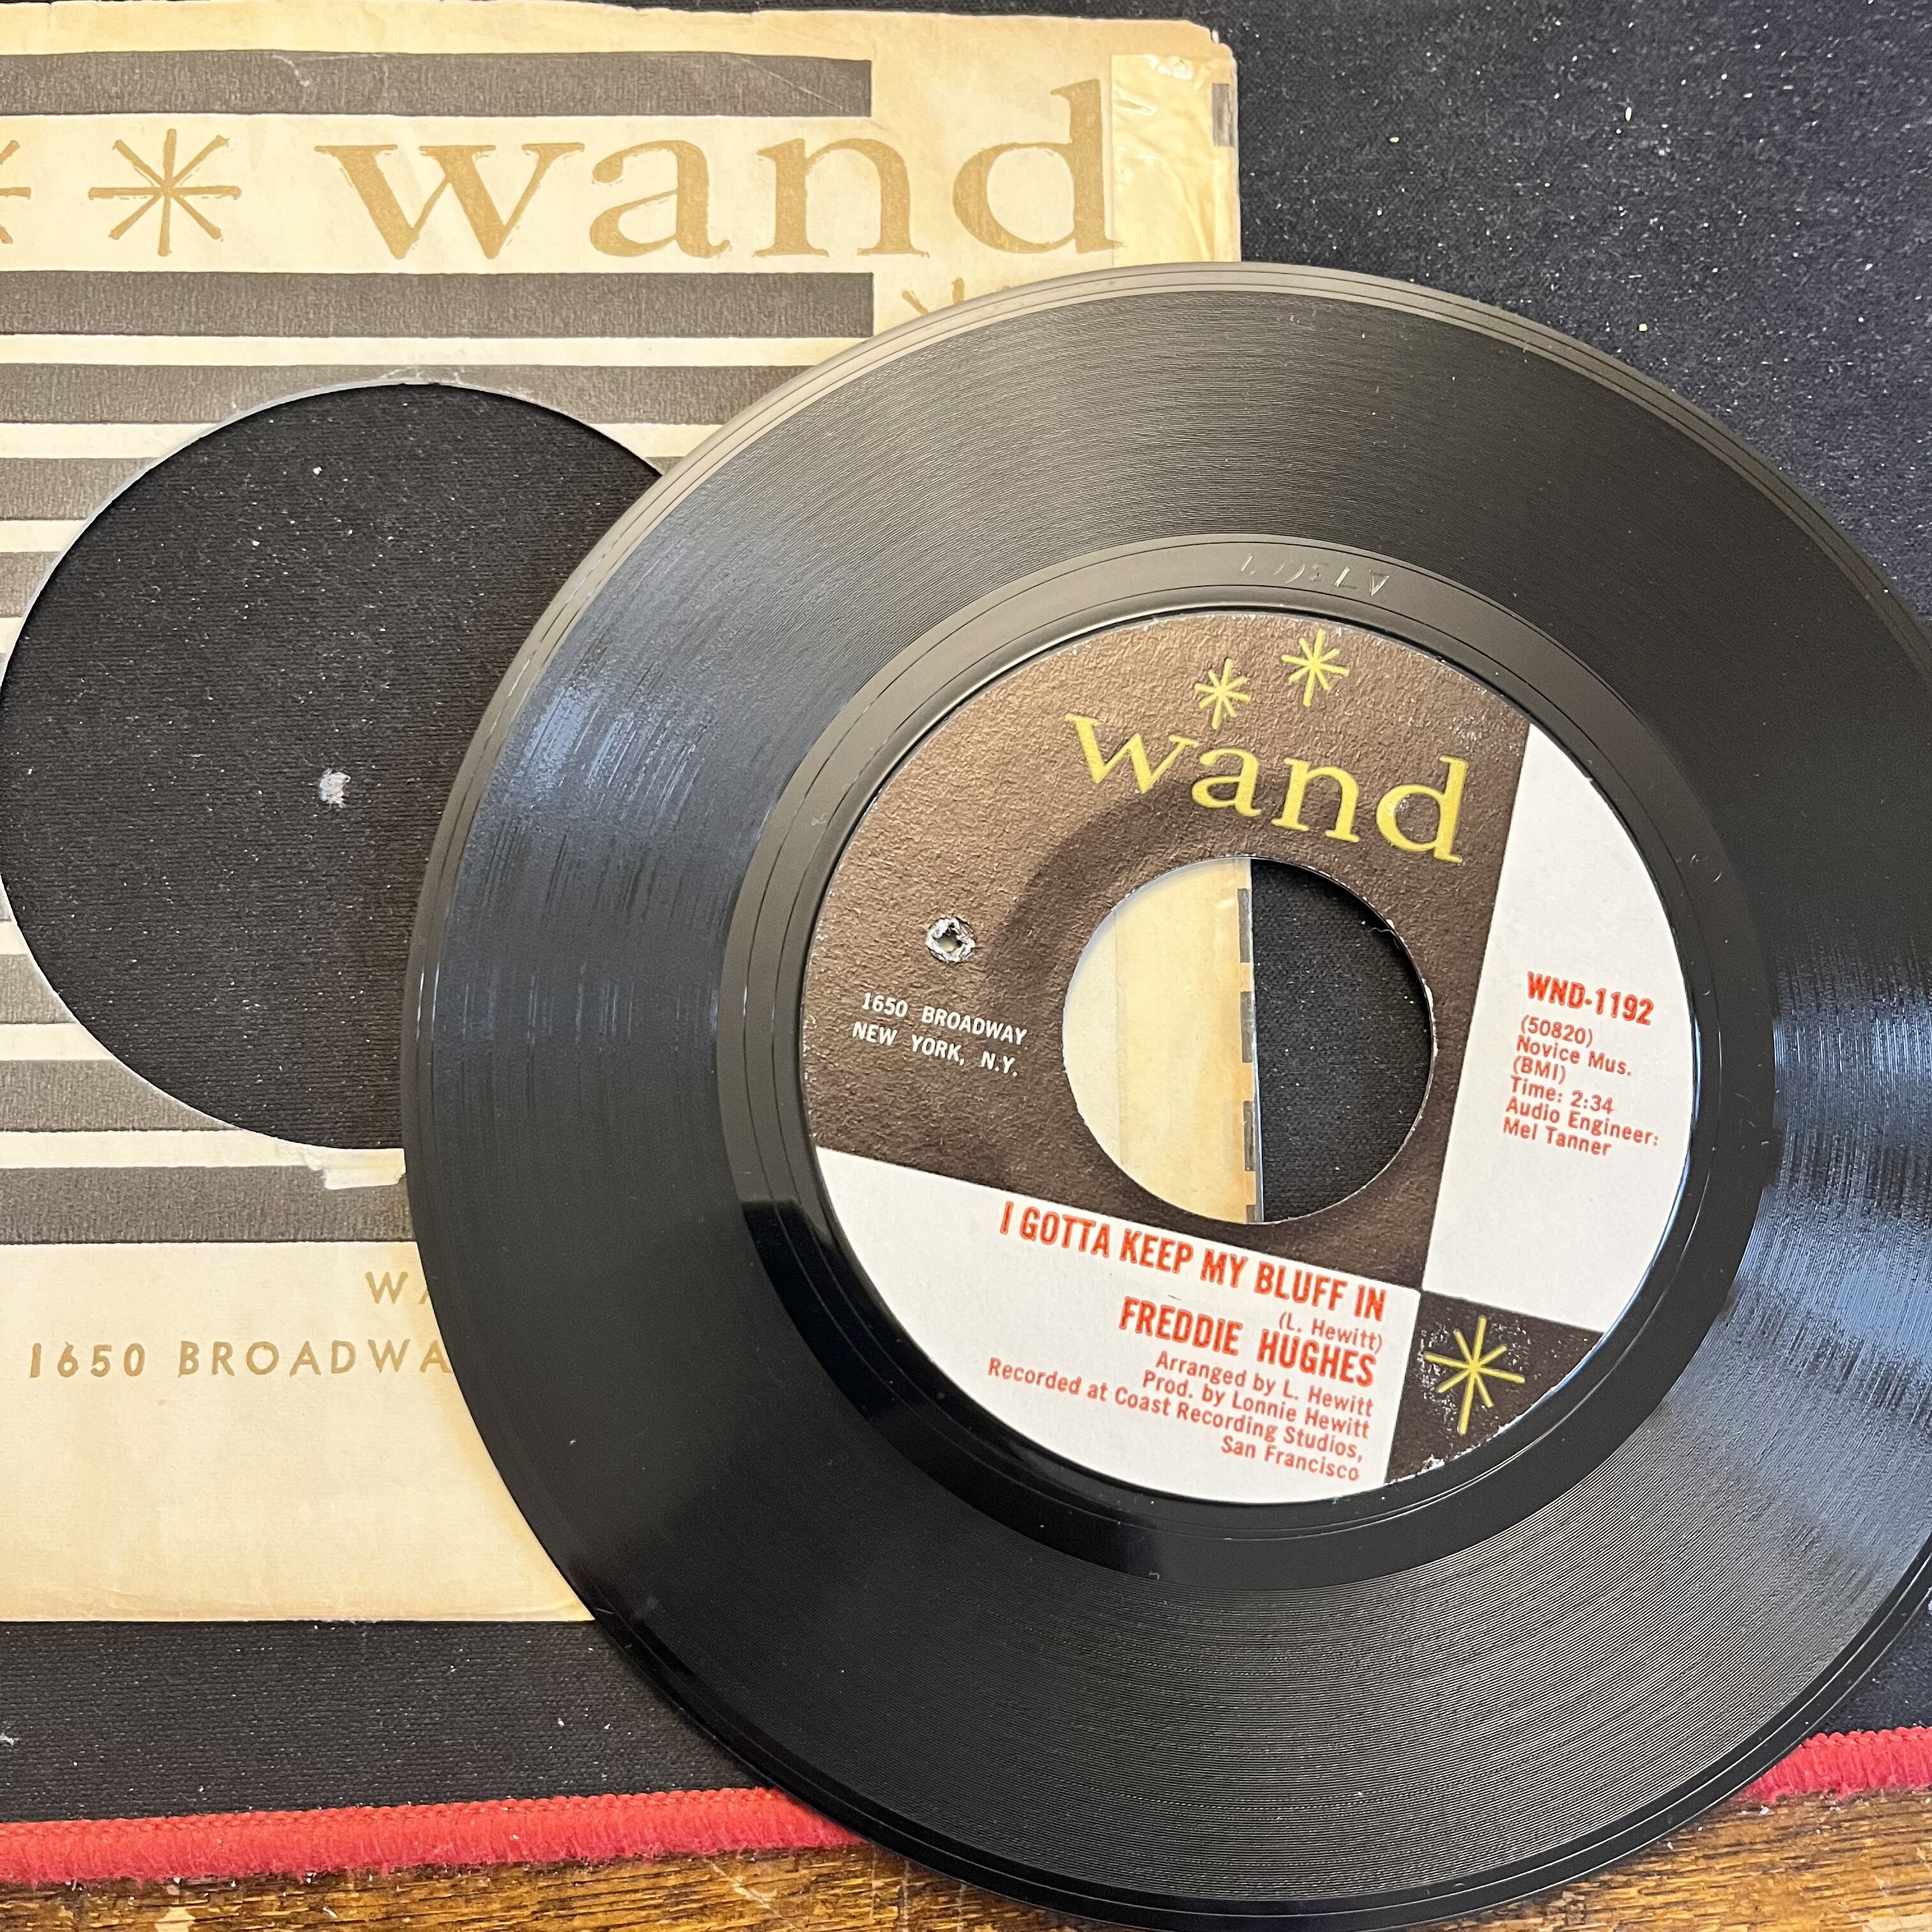 wand
1650 BROADWA
wand
1650 BROADWAY
NEW YORK, N.Y.
WND-1192
(50820)
Novice Mus.
(BMI)
Time: 2:34
Audio Engineer:
Mel Tanner
I GOTTA KEEP MY BLUFF IN
(L. Hewitt)
FREDDIE HUGHES
Arranged by L. Hewitt
Prod. by Lonnie Hewitt
Recorded at Coast Recording Studios,
San Francisco